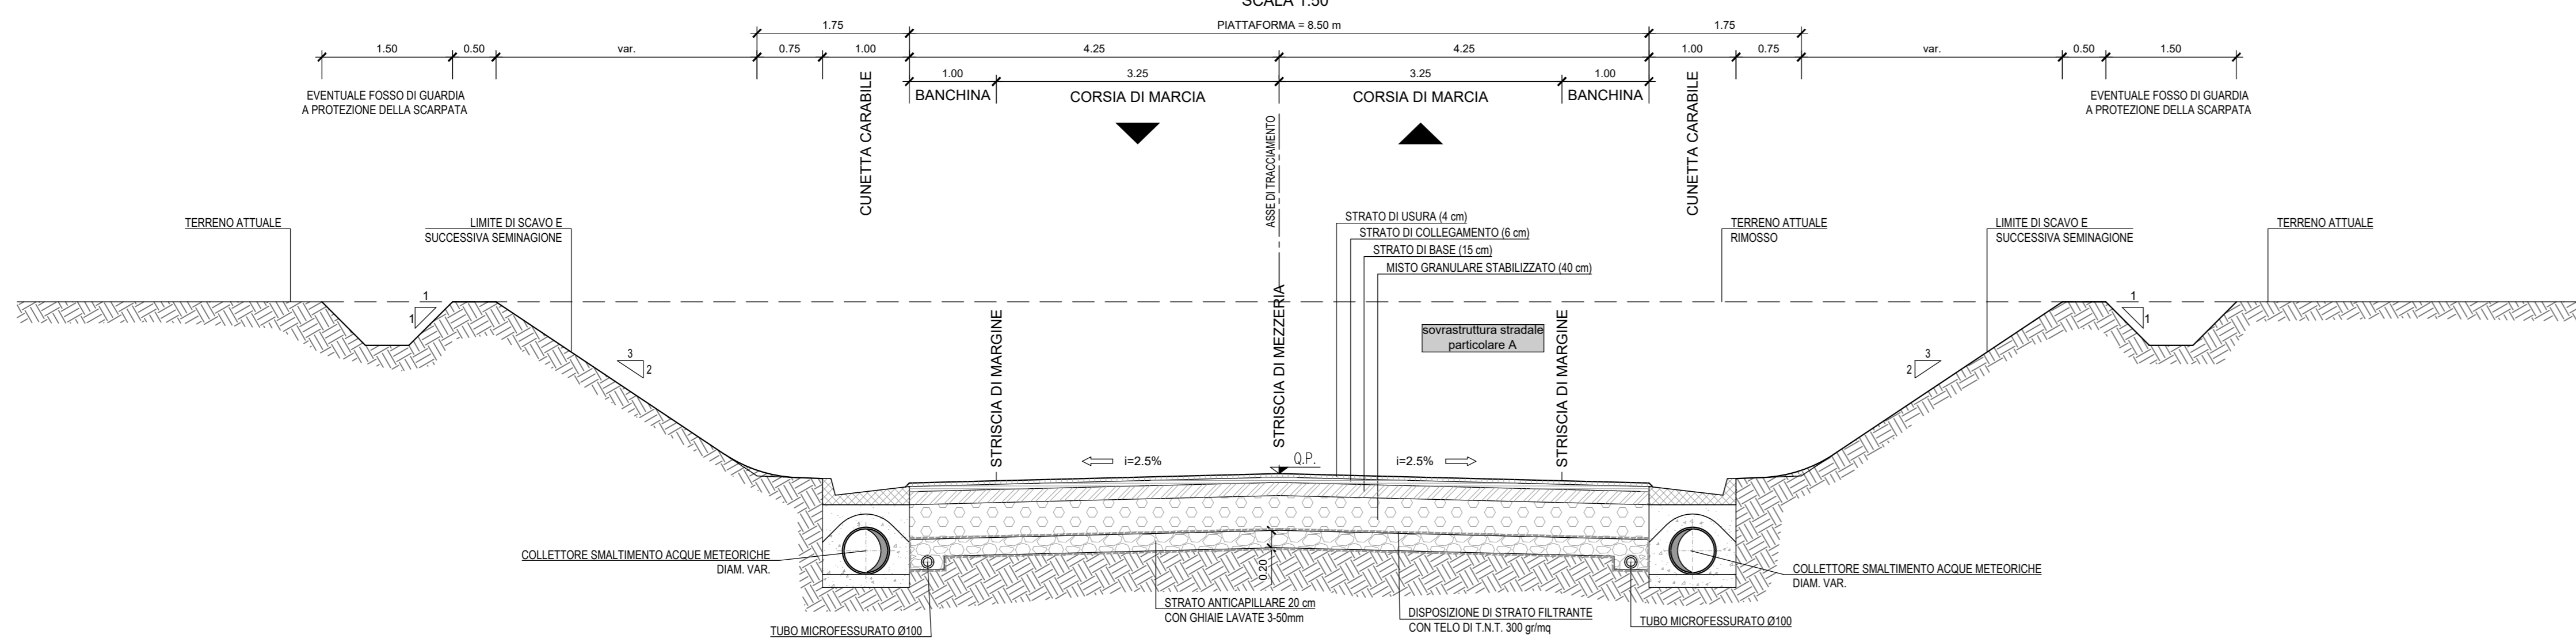 SCALA 1:50
1.75
PIATTAFORMA = 8.50 m
1.75
1.50
0.50
var.
0.75
1.00
4.25
4.25
1.00
0.75
var.
0.50
1.50
1.00
3.25
3.25
1.00
EVENTUALE FOSSO DI GUARDIA
A PROTEZIONE DELLA SCARPATA
CUNETTA CARABILE
BANCHINA
CORSIA DI MARCIA
ASSE DI TRACCIAMENTO
CORSIA DI MARCIA
BANCHINA
CUNETTA CARABILE
EVENTUALE FOSSO DI GUARDIA
A PROTEZIONE DELLA SCARPATA
TERRENO ATTUALE
LIMITE DI SCAVO E
SUCCESSIVA SEMINAGIONE
STRATO DI USURA (4 cm)
STRATO DI COLLEGAMENTO (6 cm)
STRATO DI BASE (15 cm)
MISTO GRANULARE STABILIZZATO (40 cm)
TERRENO ATTUALE
RIMOSSO
LIMITE DI SCAVO E
SUCCESSIVA SEMINAGIONE
TERRENO ATTUALE
1
1
1
1
sovrastruttura stradale
particolare A
3
2
3
2
STRISCIA DI MARGINE
STRISCIA DI MEZZERIA
STRISCIA DI MARGINE
i=2.5%
Q.P.
i=2.5%
COLLETTORE SMALTIMENTO ACQUE METEORICHE
DIAM. VAR.
0.20
COLLETTORE SMALTIMENTO ACQUE METEORICHE
DIAM. VAR.
STRATO ANTICAPILLARE 20 cm
CON GHIAIE LAVATE 3-50mm
DISPOSIZIONE DI STRATO FILTRANTE
CON TELO DI T.N.T. 300 gr/mq
TUBO MICROFESSURATO Ø100
TUBO MICROFESSURATO Ø100